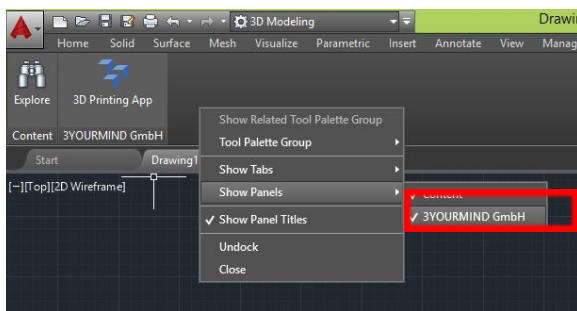 3D Modeling
Drawin
Home Solid Surface Mesh Visualize Parametric Insert Annotate View Manag
Explore
3D Printing App
Content 3YOURMIND GmbH
Start
Drawing1
[−][Top][2D Wireframe]
Show Related Tool Palette Group
Tool Palette Group
Show Tabs
Show Panels
Show Panel Titles
Undock
Close
Content
3YOURMIND GmbH